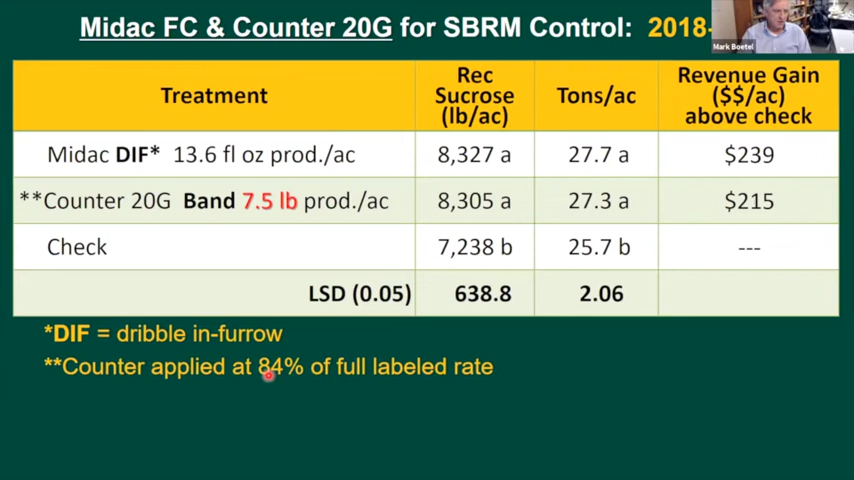 Midac FC & Counter 20G for SBRM Control: 2018-
Mark Boetel
Treatment
Rec Sucrose (lb/ac)
Tons/ac
Revenue Gain ($$/ac) above check
Midac DIF* 13.6 fl oz prod./ac 8,327 a 27.7 a $239
**Counter 20G Band 7.5 lb prod./ac 8,305 a 27.3 a $215
Check 7,238 b 25.7 b ---
LSD (0.05) 638.8 2.06
*DIF = dribble in-furrow
**Counter applied at 84% of full labeled rate